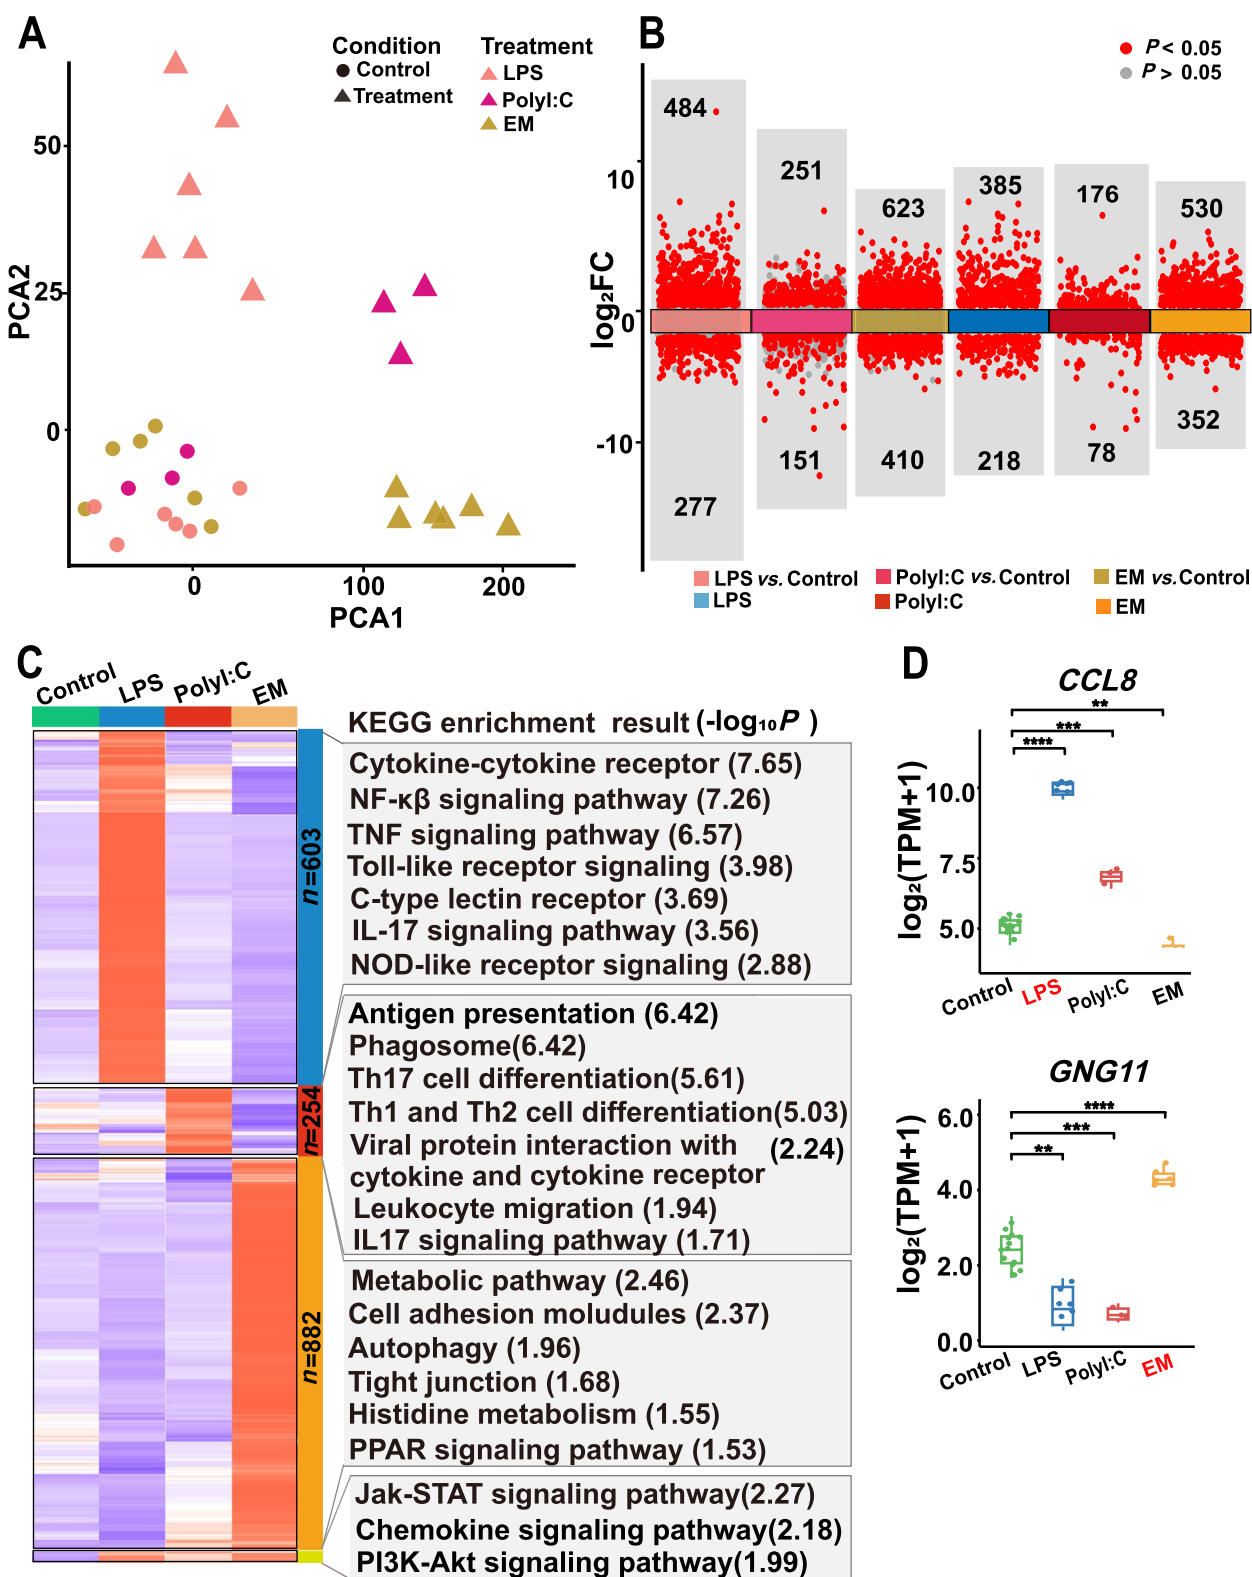 A
Condition
Control
Treatment
Treatment
LPS
PolyI:C
EM
PCA2
50
25
0
0
100
200
PCA1
B
P < 0.05
P > 0.05
log₂FC
10
0
-10
484
251
623
385
176
530
277
151
410
218
78
352
LPS vs. Control
PolyI:C vs. Control
EM vs. Control
LPS
PolyI:C
EM
C
Control
LPS
PolyI:C
EM
n=603
n=254
n=882
KEGG enrichment result (-log₁₀P )
Cytokine-cytokine receptor (7.65)
NF-κβ signaling pathway (7.26)
TNF signaling pathway (6.57)
Toll-like receptor signaling (3.98)
C-type lectin receptor (3.69)
IL-17 signaling pathway (3.56)
NOD-like receptor signaling (2.88)
Antigen presentation (6.42)
Phagosome(6.42)
Th17 cell differentiation(5.61)
Th1 and Th2 cell differentiation(5.03)
Viral protein interaction with (2.24)
cytokine and cytokine receptor
Leukocyte migration (1.94)
IL17 signaling pathway (1.71)
Metabolic pathway (2.46)
Cell adhesion moludules (2.37)
Autophagy (1.96)
Tight junction (1.68)
Histidine metabolism (1.55)
PPAR signaling pathway (1.53)
Jak-STAT signaling pathway(2.27)
Chemokine signaling pathway(2.18)
PI3K-Akt signaling pathway(1.99)
D
CCL8
**
***
****
log₂(TPM+1)
10.0
7.5
5.0
Control
LPS
PolyI:C
EM
GNG11
****
***
**
log₂(TPM+1)
6.0
4.0
2.0
0.0
Control
LPS
PolyI:C
EM